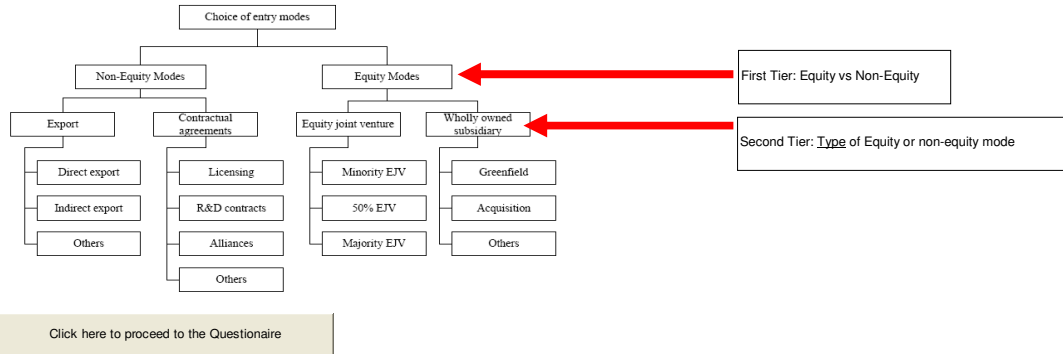 Choice of entry modes
Non-Equity Modes
Equity Modes
First Tier: Equity vs Non-Equity
Export
Contractual
agreements
Equity joint venture
Wholly owned
subsidiary
Second Tier: Type of Equity or non-equity mode
Direct export
Licensing
Minority EJV
Greenfield
Indirect export
R&D contracts
50% EJV
Acquisition
Others
Alliances
Majority EJV
Others
Others
Click here to proceed to the Questionaire